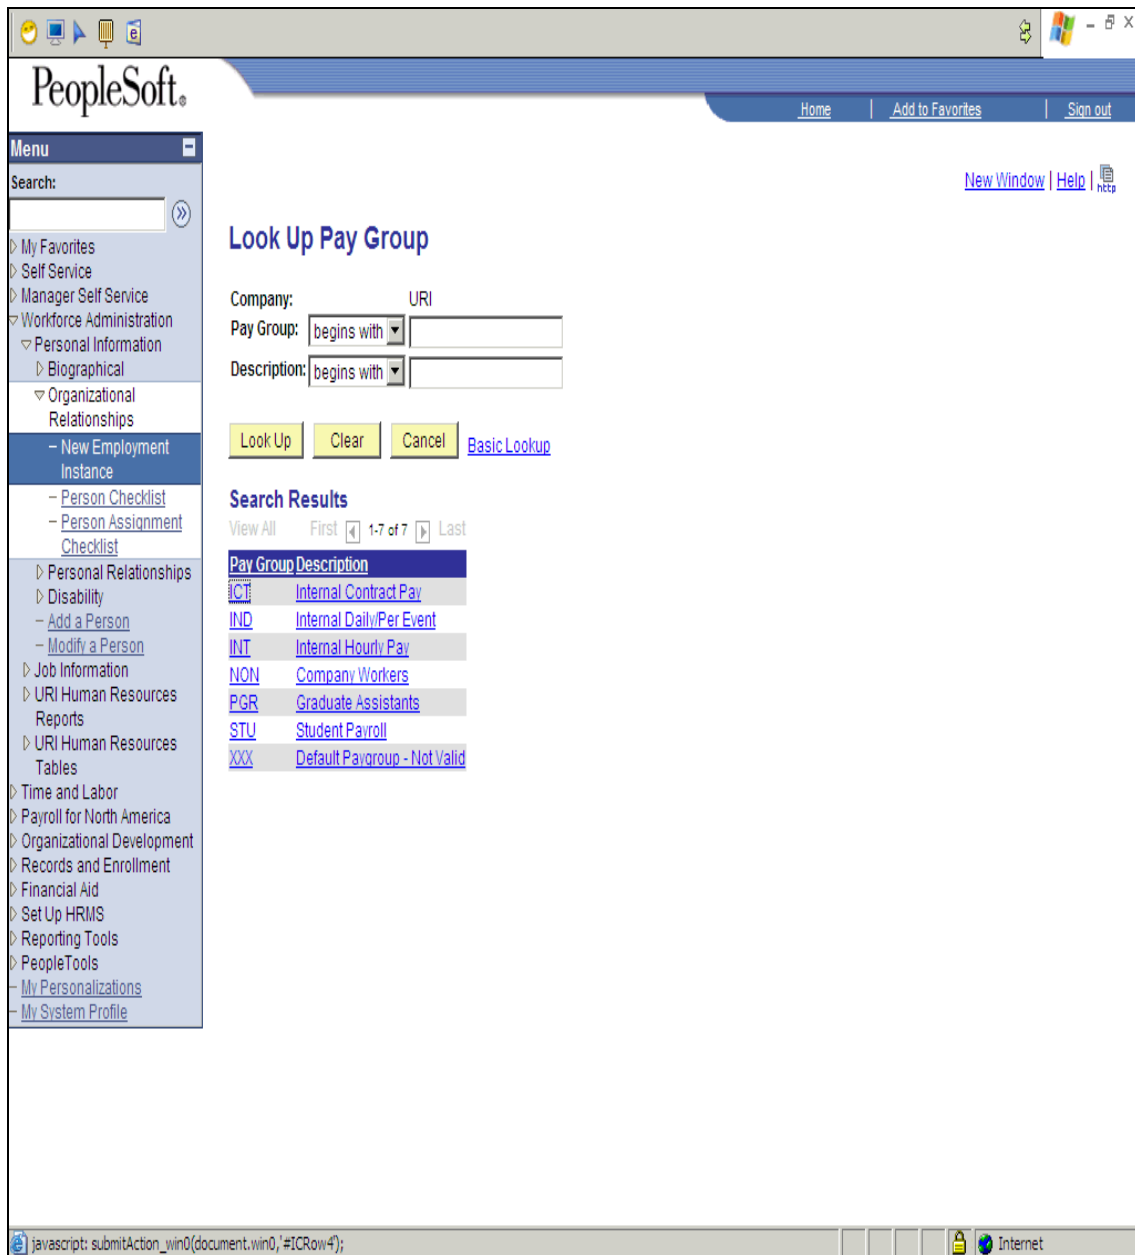 PeopleSoft®
Home | Add to Favorites | Sign out
Menu
Search:
New Window | Help | http
My Favorites
Self Service
Manager Self Service
Workforce Administration
Personal Information
Biographical
Organizational
Relationships
– New Employment
Instance
– Person Checklist
– Person Assignment
Checklist
Personal Relationships
Disability
– Add a Person
– Modify a Person
Job Information
URI Human Resources
Reports
URI Human Resources
Tables
Time and Labor
Payroll for North America
Organizational Development
Records and Enrollment
Financial Aid
Set Up HRMS
Reporting Tools
PeopleTools
– My Personalizations
– My System Profile
Look Up Pay Group
Company: URI
Pay Group: begins with
Description: begins with
Look Up Clear Cancel Basic Lookup
Search Results
View All First 1-7 of 7 Last
Pay Group Description
ICT Internal Contract Pay
IND Internal Daily/Per Event
INT Internal Hourly Pay
NON Company Workers
PGR Graduate Assistants
STU Student Payroll
XXX Default Paygroup - Not Valid
javascript: submitAction_win0(document.win0,'#ICRow4'); Internet